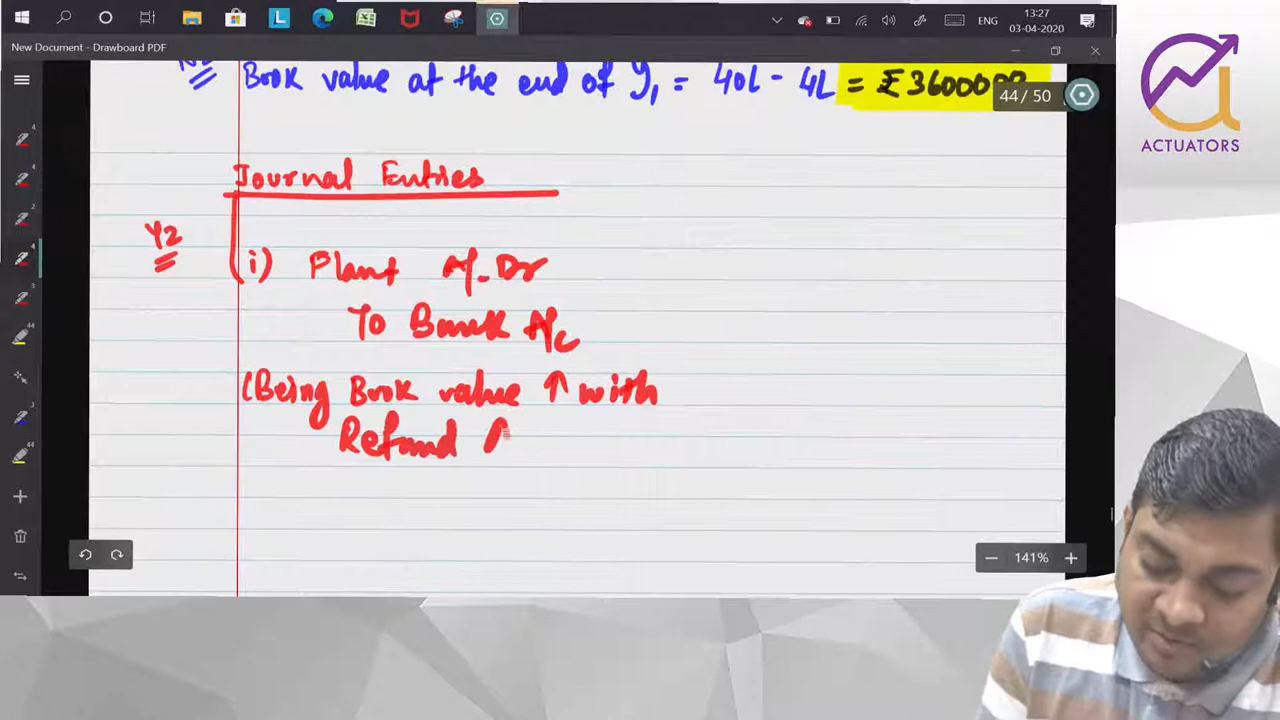 13:27
ENG
03-04-2020
New Document - Drawboard PDF
Book value at the end of Y1 = 40L - 4L = ₹3600000
44 / 50
ACTUATORS
Journal Entries
Y2
i) Plant A/c Dr
To Bank A/c
(Being Book value ↑ with
Refund
141%